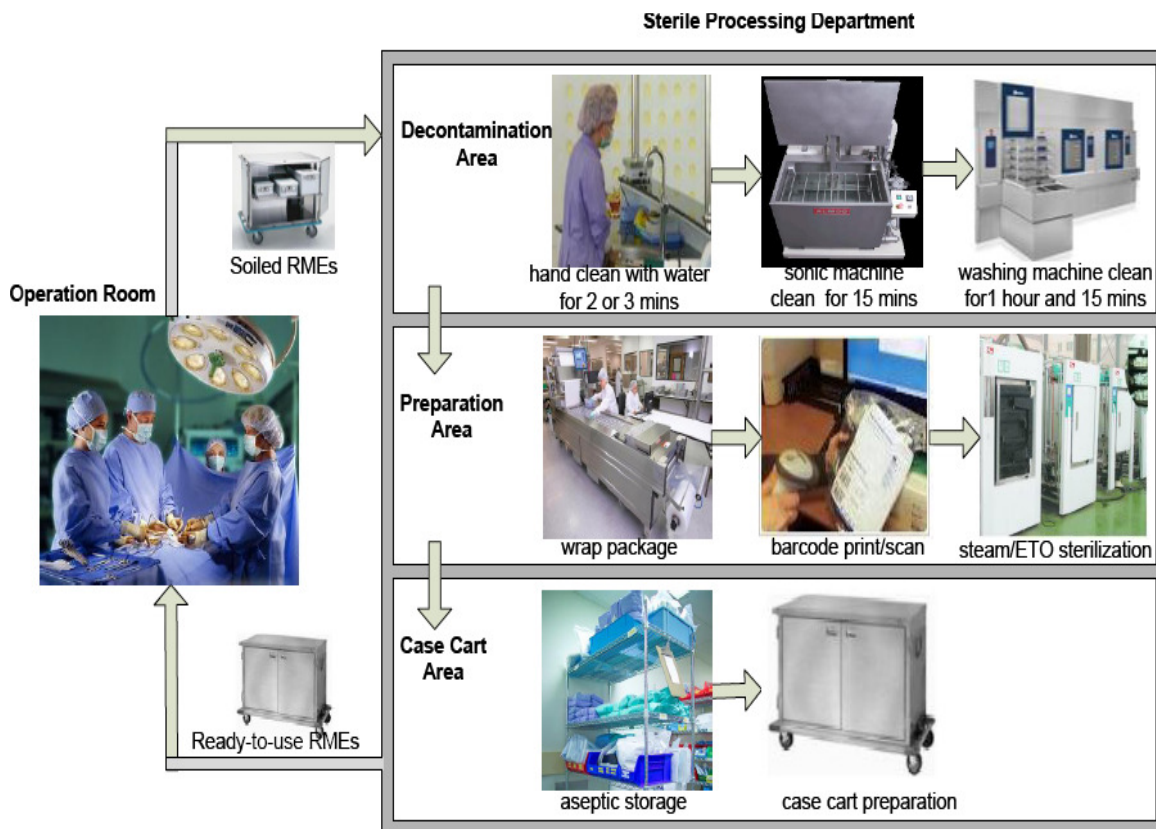 Sterile Processing Department
Decontamination
Area
Soiled RMEs
hand clean with water
for 2 or 3 mins
sonic machine
clean for 15 mins
washing machine clean
for1 hour and 15 mins
Operation Room
Preparation
Area
wrap package
barcode print/scan
steam/ETO sterilization
Case Cart
Area
Ready-to-use RMEs
aseptic storage
case cart preparation